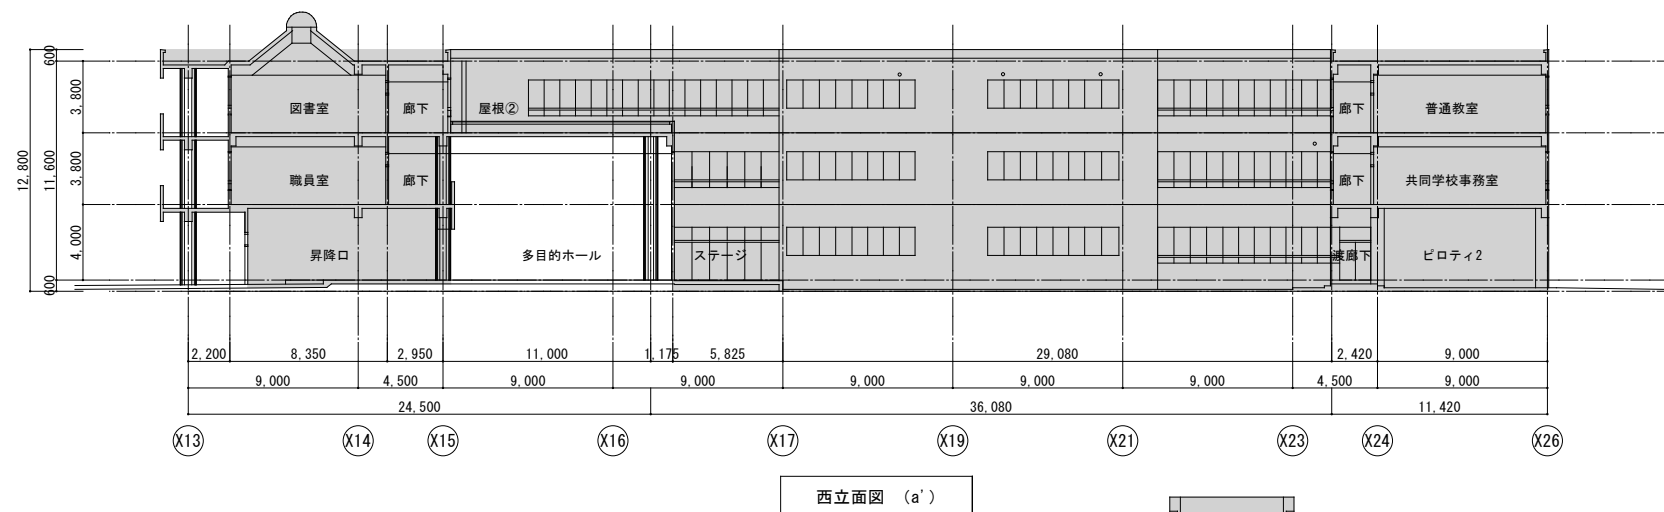 600
3,800
3,800
4,000
600
11,600
12,800
図書室
廊下
屋根②
廊下
普通教室
職員室
廊下
廊下
共同学校事務室
昇降口
多目的ホール
ステージ
渡廊下
ピロティ2
2,200 8,350 2,950 11,000 1,175 5,825 29,080 2,420 9,000
9,000 4,500 9,000 9,000 9,000 9,000 9,000 4,500 9,000
24,500 36,080 11,420
X13 X14 X15 X16 X17 X19 X21 X23 X24 X26
西立面図 (a')